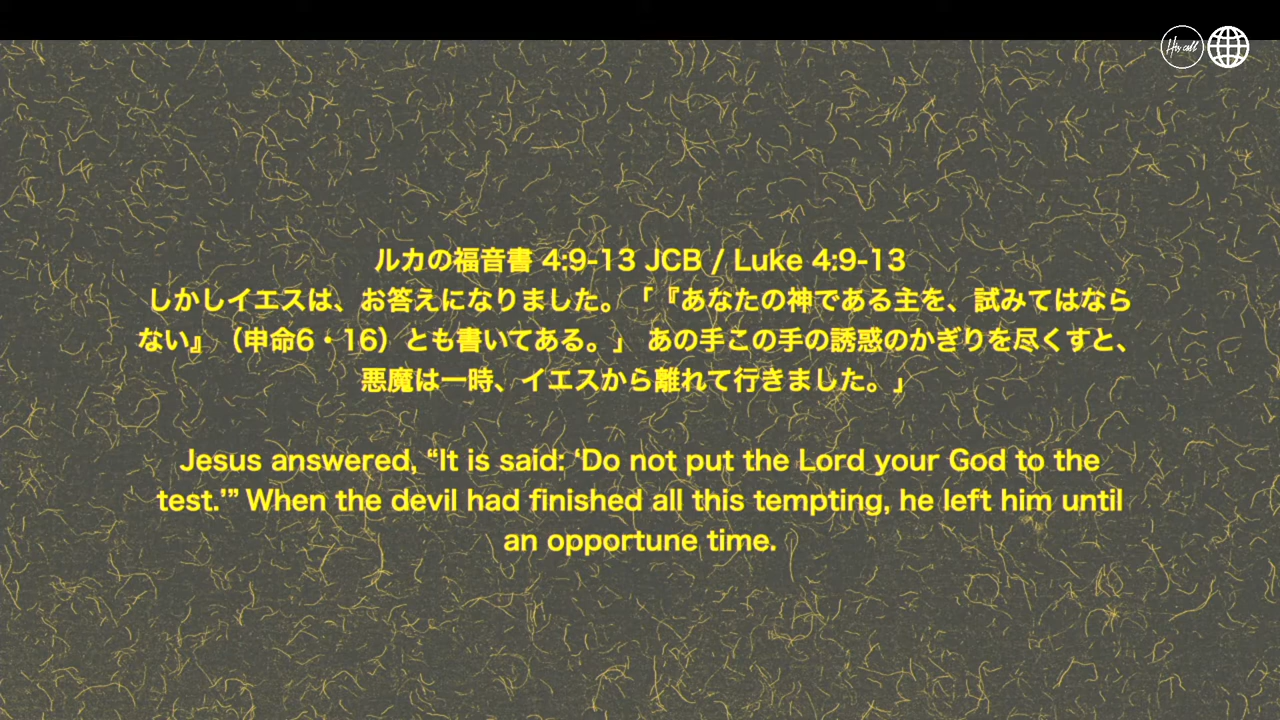 His call
ルカの福音書 4:9-13 JCB / Luke 4:9-13
しかしイエスは、お答えになりました。「『あなたの神である主を、試みてはなら
ない』（申命6・16）とも書いてある。」 あの手この手の誘惑のかぎりを尽くすと、
悪魔は一時、イエスから離れて行きました。」
Jesus answered, “It is said: ‘Do not put the Lord your God to the
test.'” When the devil had finished all this tempting, he left him until
an opportune time.